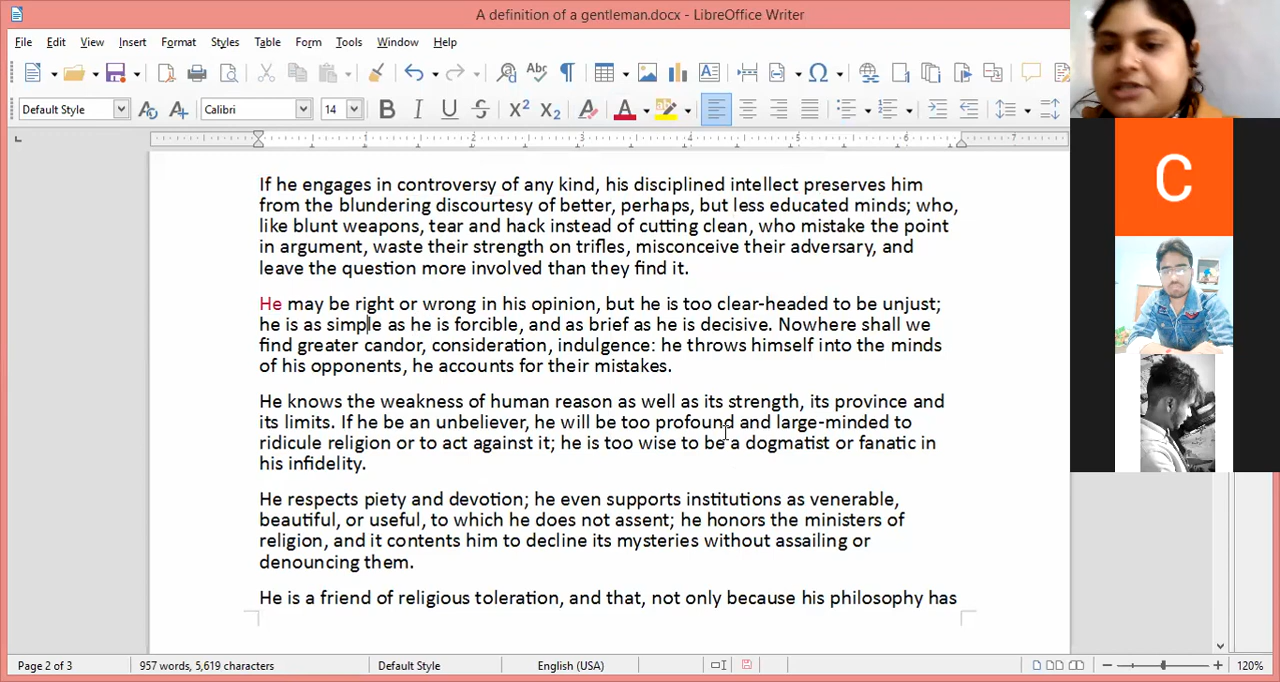 A definition of a gentleman.docx - LibreOffice Writer
File Edit View Insert Format Styles Table Form Tools Window Help
Default Style Calibri 14
1 2 3 4 5 6 7
If he engages in controversy of any kind, his disciplined intellect preserves him
from the blundering discourtesy of better, perhaps, but less educated minds; who,
like blunt weapons, tear and hack instead of cutting clean, who mistake the point
in argument, waste their strength on trifles, misconceive their adversary, and
leave the question more involved than they find it.
He may be right or wrong in his opinion, but he is too clear-headed to be unjust;
he is as simple as he is forcible, and as brief as he is decisive. Nowhere shall we
find greater candor, consideration, indulgence: he throws himself into the minds
of his opponents, he accounts for their mistakes.
He knows the weakness of human reason as well as its strength, its province and
its limits. If he be an unbeliever, he will be too profound and large-minded to
ridicule religion or to act against it; he is too wise to be a dogmatist or fanatic in
his infidelity.
He respects piety and devotion; he even supports institutions as venerable,
beautiful, or useful, to which he does not assent; he honors the ministers of
religion, and it contents him to decline its mysteries without assailing or
denouncing them.
He is a friend of religious toleration, and that, not only because his philosophy has
Page 2 of 3 957 words, 5,619 characters Default Style English (USA) 120%
C